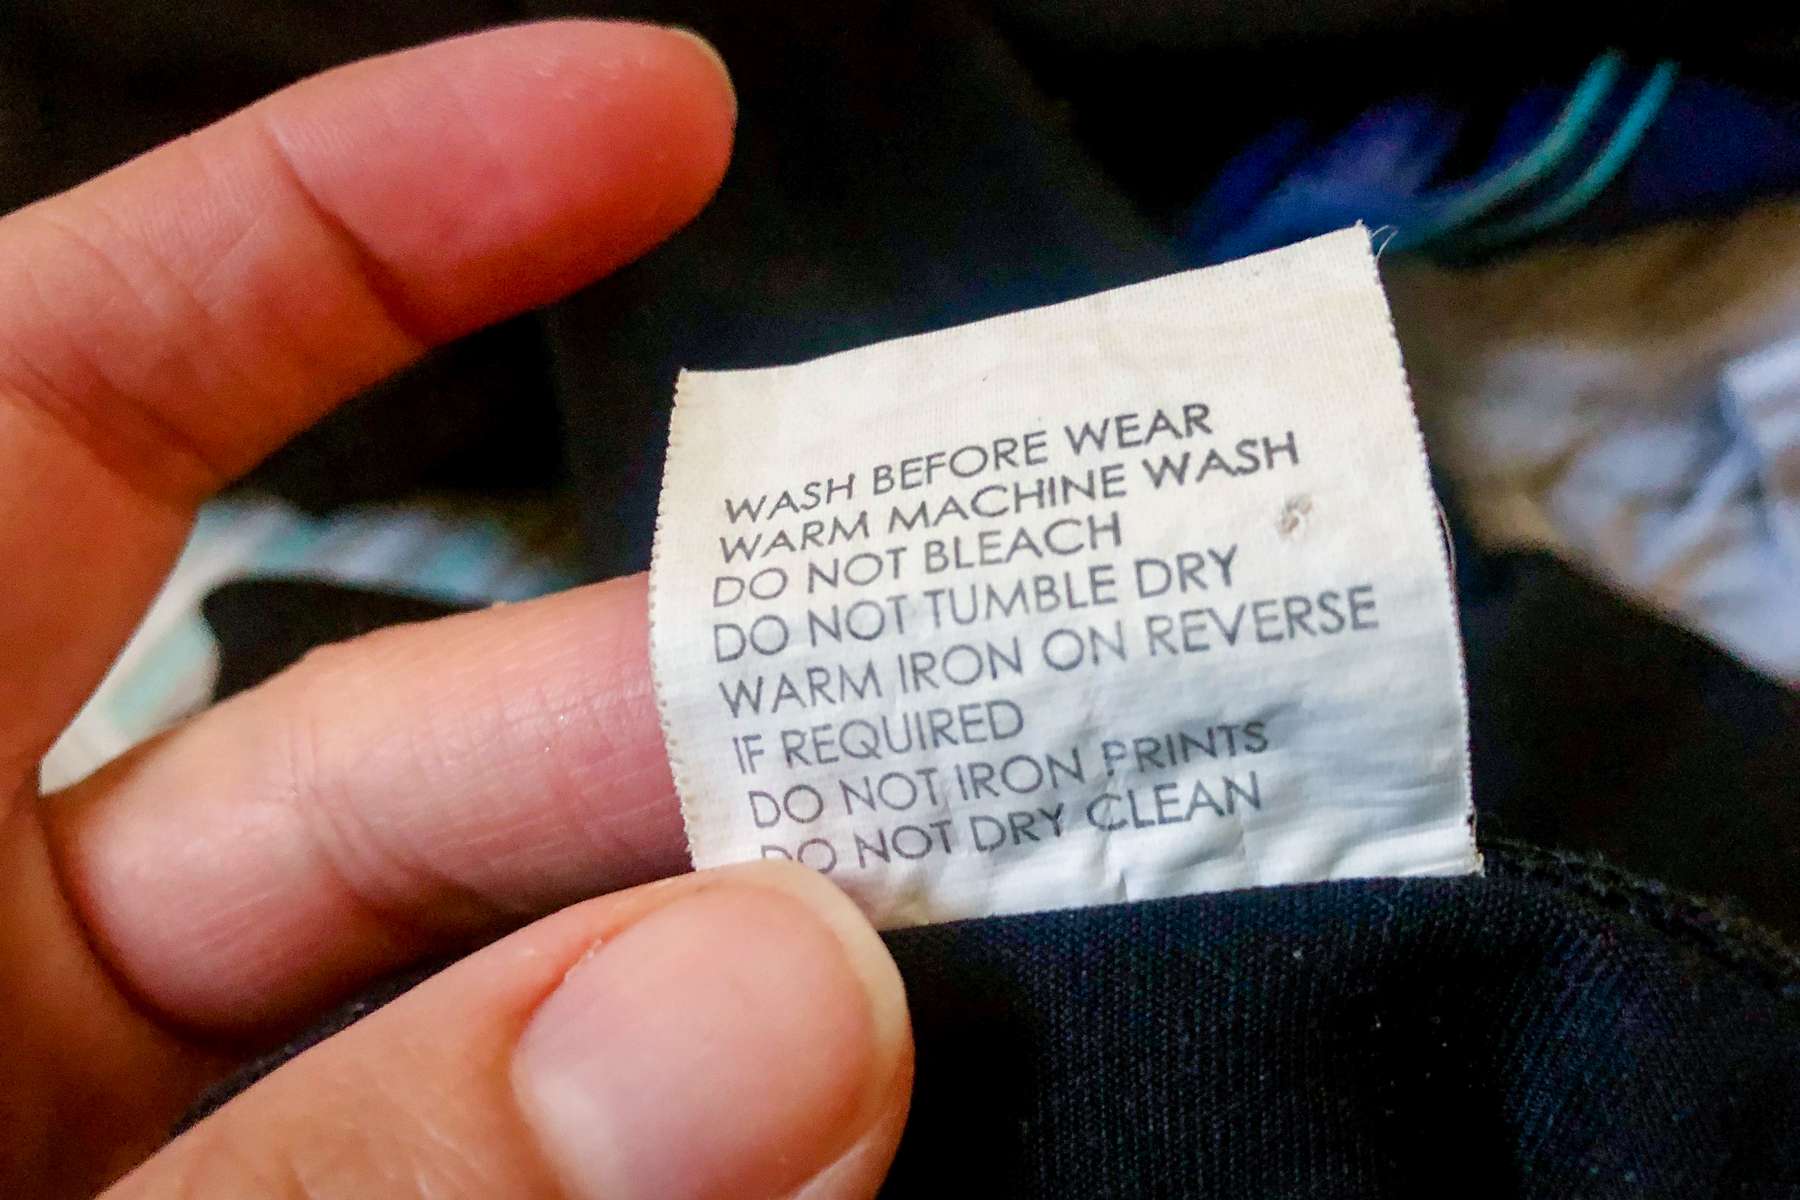 WASH BEFORE WEAR
WARM MACHINE WASH
DO NOT BLEACH
DO NOT TUMBLE DRY
WARM IRON ON REVERSE
IF REQUIRED
DO NOT IRON PRINTS
DO NOT DRY CLEAN